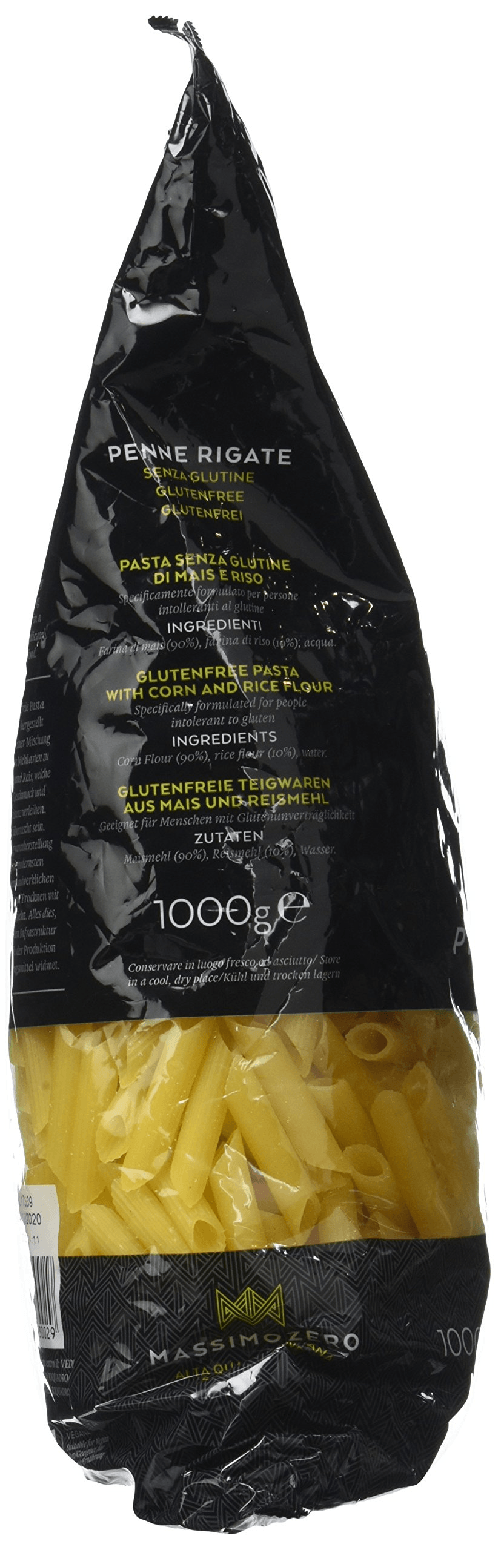 PENNE RIGATE
SENZA GLUTINE
GLUTENFREE
GLUTENFREI
PASTA SENZA GLUTINE
DI MAIS E RISO
Specificamente formulato per persone
intolleranti al glutine
INGREDIENTI
Farina di mais (90%), farina di riso (10%), acqua.
GLUTENFREE PASTA
WITH CORN AND RICE FLOUR
Specifically formulated for people
intolerant to gluten
INGREDIENTS
Corn Flour (90%), rice flour (10%), water.
GLUTENFREIE TEIGWAREN
AUS MAIS UND REISMEHL
Geeignet für Menschen mit Glutenunverträglichkeit
ZUTATEN
Maismehl (90%), Reismehl (10%), Wasser.
1000g e
Conservare in luogo fresco ed asciutto/ Store
in a cool, dry place/Kühl und trocken lagern
MASSIMO ZERO
ALTA
100